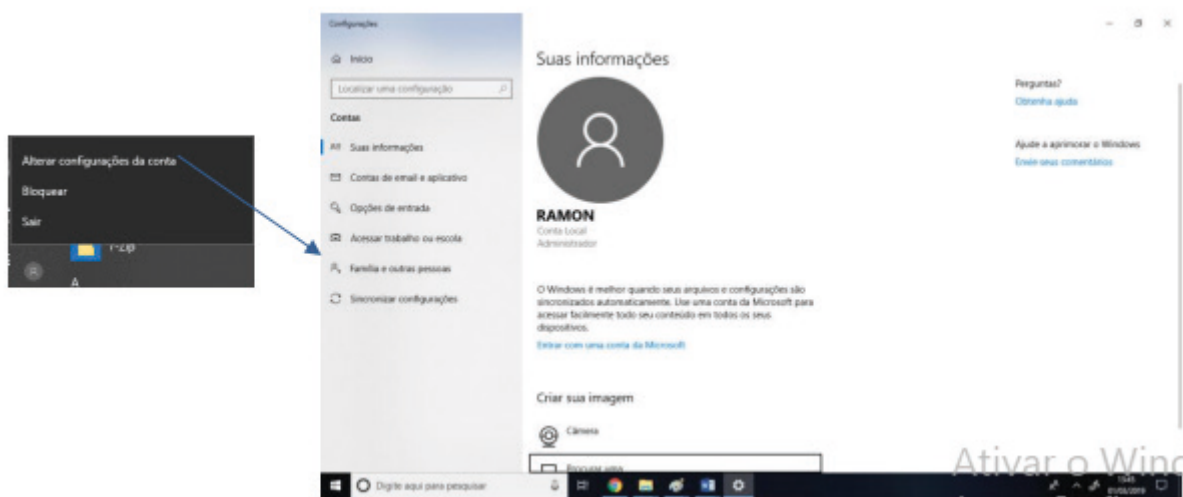 Alterar configurações da conta
Bloquear
Sair
7-Zip
A
Configurações
Início
Localizar uma configuração
Contas
Suas informações
Contas de email e aplicativo
Opções de entrada
Acessar trabalho ou escola
Família e outras pessoas
Sincronizar configurações
Suas informações
RAMON
Conta Local
Administrador
O Windows é melhor quando seus arquivos e configurações são
sincronizados automaticamente. Use uma conta da Microsoft para
acessar facilmente todo seu conteúdo em todos os seus
dispositivos.
Entrar com uma conta da Microsoft
Criar sua imagem
Câmera
Procurar uma
Perguntas?
Obtenha ajuda
Ajude a aprimorar o Windows
Envie seus comentários
Ativar o Winc
Digite aqui para pesquisar